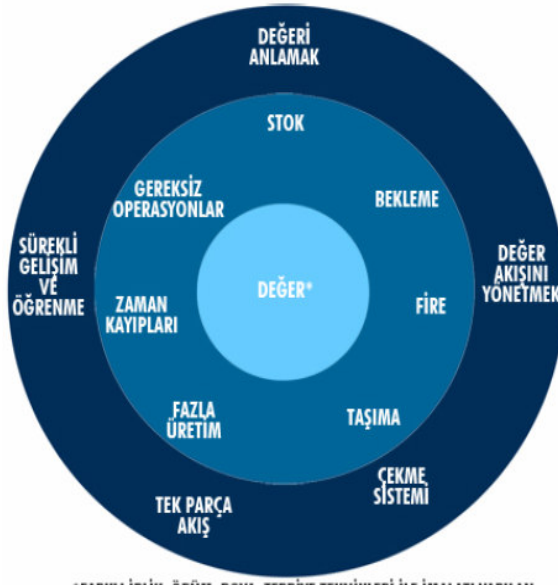 DEĞERİ
ANLAMAK
STOK
GEREKSİZ
OPERASYONLAR
BEKLEME
SÜREKLİ
GELİŞİM
VE
ÖĞRENME
DEĞER*
DEĞER
AKIŞINI
YÖNETMEK
ZAMAN
KAYIPLARI
FİRE
FAZLA
ÜRETİM
TAŞIMA
ÇEKME
SİSTEMİ
TEK PARÇA
AKIŞ